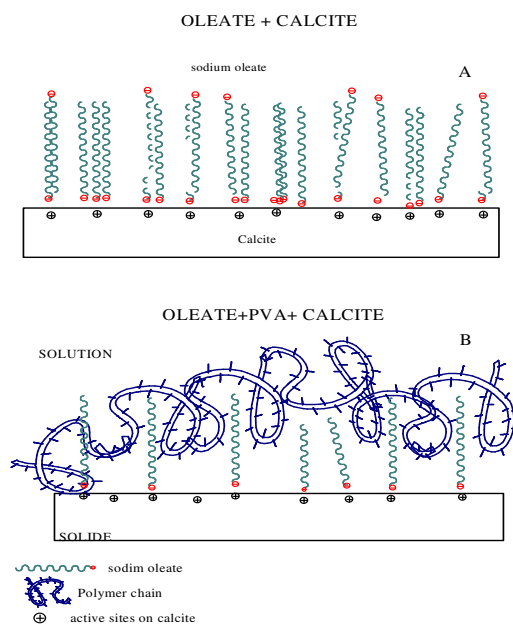 OLEATE + CALCITE
sodium oleate
A
Calcite
OLEATE+PVA+ CALCITE
B
SOLUTION
SOLIDE
sodim oleate
Polymer chain
active sites on calcite